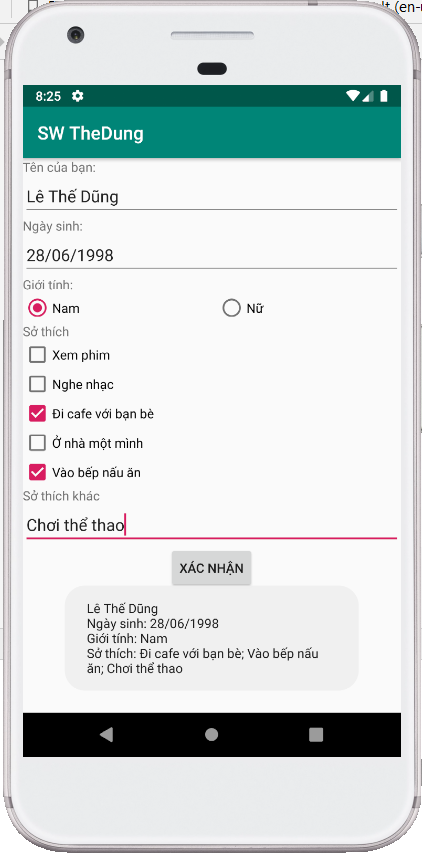 (en-u
8:25
SW TheDung
Tên của bạn:
Lê Thế Dũng
Ngày sinh:
28/06/1998
Giới tính:
Nam
Nữ
Sở thích
Xem phim
Nghe nhạc
Đi cafe với bạn bè
Ở nhà một mình
Vào bếp nấu ăn
Sở thích khác
Chơi thể thao
XÁC NHẬN
Lê Thế Dũng
Ngày sinh: 28/06/1998
Giới tính: Nam
Sở thích: Đi cafe với bạn bè; Vào bếp nấu
ăn; Chơi thể thao